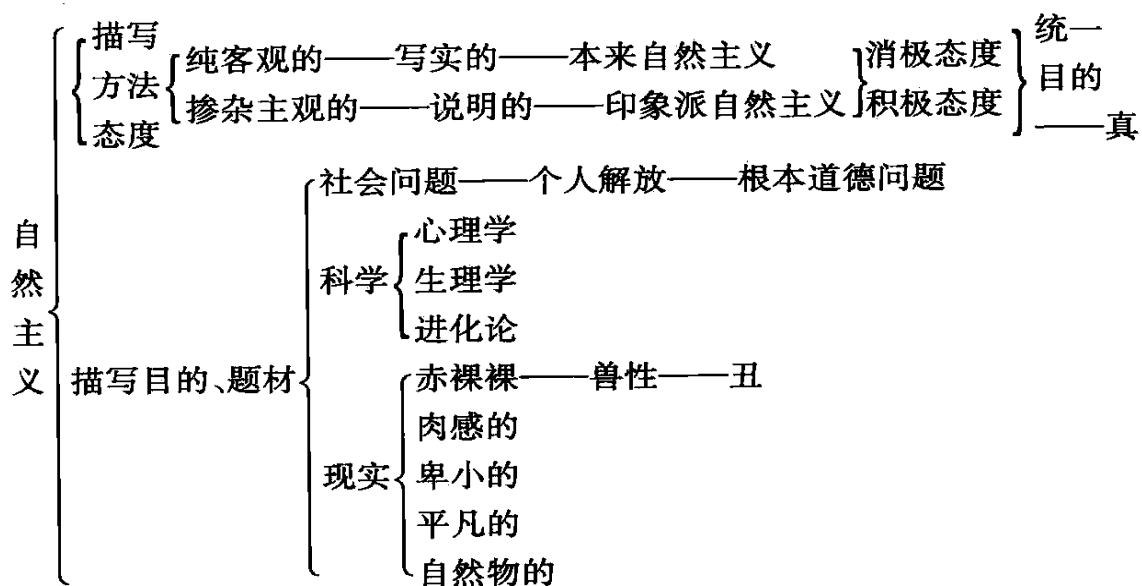 自然主义
描写方法态度
纯客观的——写实的——本来自然主义
掺杂主观的——说明的——印象派自然主义
消极态度
积极态度
统一目的——真
描写目的、题材
社会问题——个人解放——根本道德问题
科学
心理学
生理学
进化论
现实
赤裸裸——兽性——丑
肉感的
卑小的
平凡的
自然物的